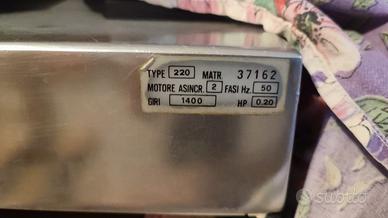 TYPE 220 MATR. 37162
MOTORE ASINCR. 2 FASI Hz. 50
GIRI 1400 HP 0.20
subito